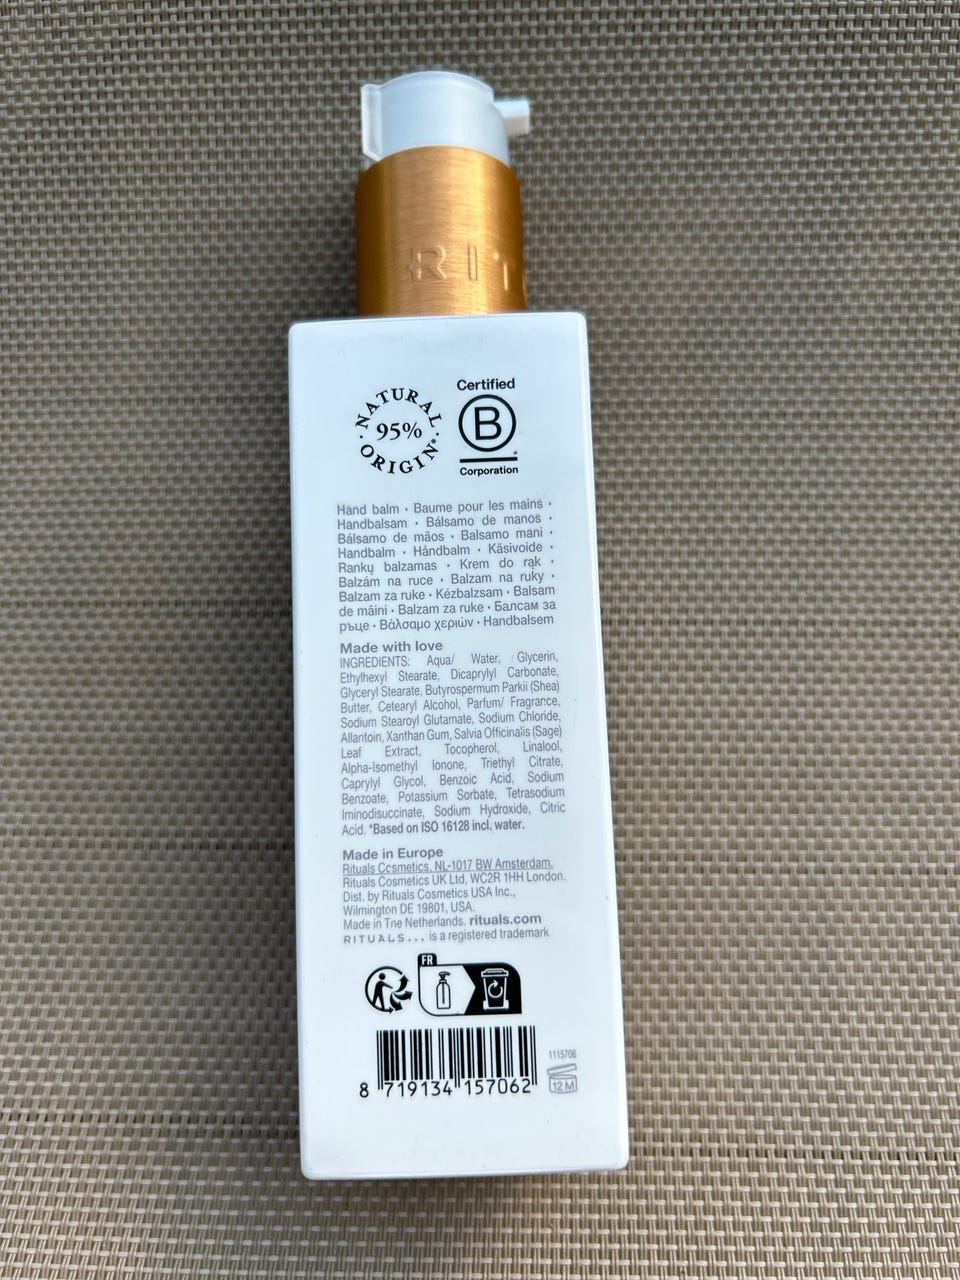 RIT
NATURAL
95%
ORIGIN*
Certified
B
Corporation
Hand balm · Baume pour les mains ·
Handbalsam · Bálsamo de manos ·
Bálsamo de mãos · Balsamo mani ·
Handbalm · Håndbalm · Käsivoide ·
Rankų balzamas · Krem do rąk ·
Balzám na ruce · Balzam na ruky ·
Balzam za ruke · Kézbalzsam · Balsam
de mâini · Balzam za ruke · Балсам за
ръце · Βάλσαμο χεριών · Handbalsem
Made with love
INGREDIENTS: Aqua/ Water, Glycerin,
Ethylhexyl Stearate, Dicaprylyl Carbonate,
Glyceryl Stearate, Butyrospermum Parkii (Shea)
Butter, Cetearyl Alcohol, Parfum/ Fragrance,
Sodium Stearoyl Glutamate, Sodium Chloride,
Allantoin, Xanthan Gum, Salvia Officinalis (Sage)
Leaf Extract, Tocopherol, Linalool,
Alpha-Isomethyl Ionone, Triethyl Citrate,
Caprylyl Glycol, Benzoic Acid, Sodium
Benzoate, Potassium Sorbate, Tetrasodium
Iminodisuccinate, Sodium Hydroxide, Citric
Acid. *Based on ISO 16128 incl. water.
Made in Europe
Rituals Cosmetics, NL-1017 BW Amsterdam,
Rituals Cosmetics UK Ltd, WC2R 1HH London.
Dist. by Rituals Cosmetics USA Inc.,
Wilmington DE 19801, USA.
Made in The Netherlands. rituals.com
RITUALS... is a registered trademark
FR
1115706
12 M
8 719134 157062